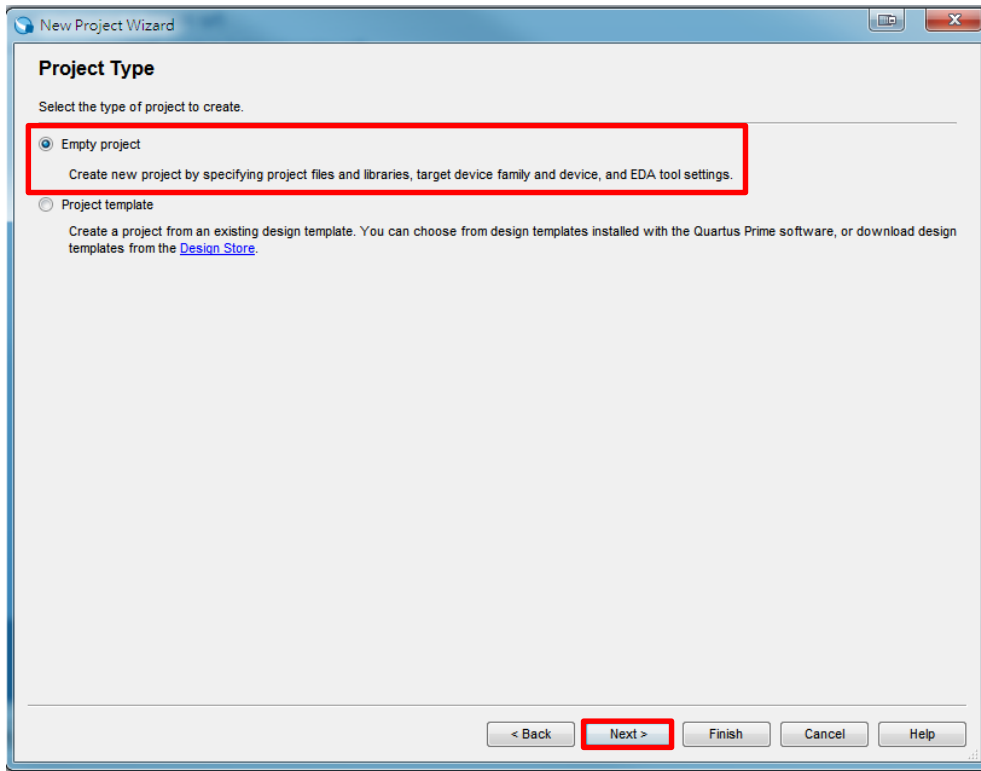 New Project Wizard
Project Type
Select the type of project to create.
Empty project
Create new project by specifying project files and libraries, target device family and device, and EDA tool settings.
Project template
Create a project from an existing design template. You can choose from design templates installed with the Quartus Prime software, or download design
templates from the Design Store.
< Back Next > Finish Cancel Help